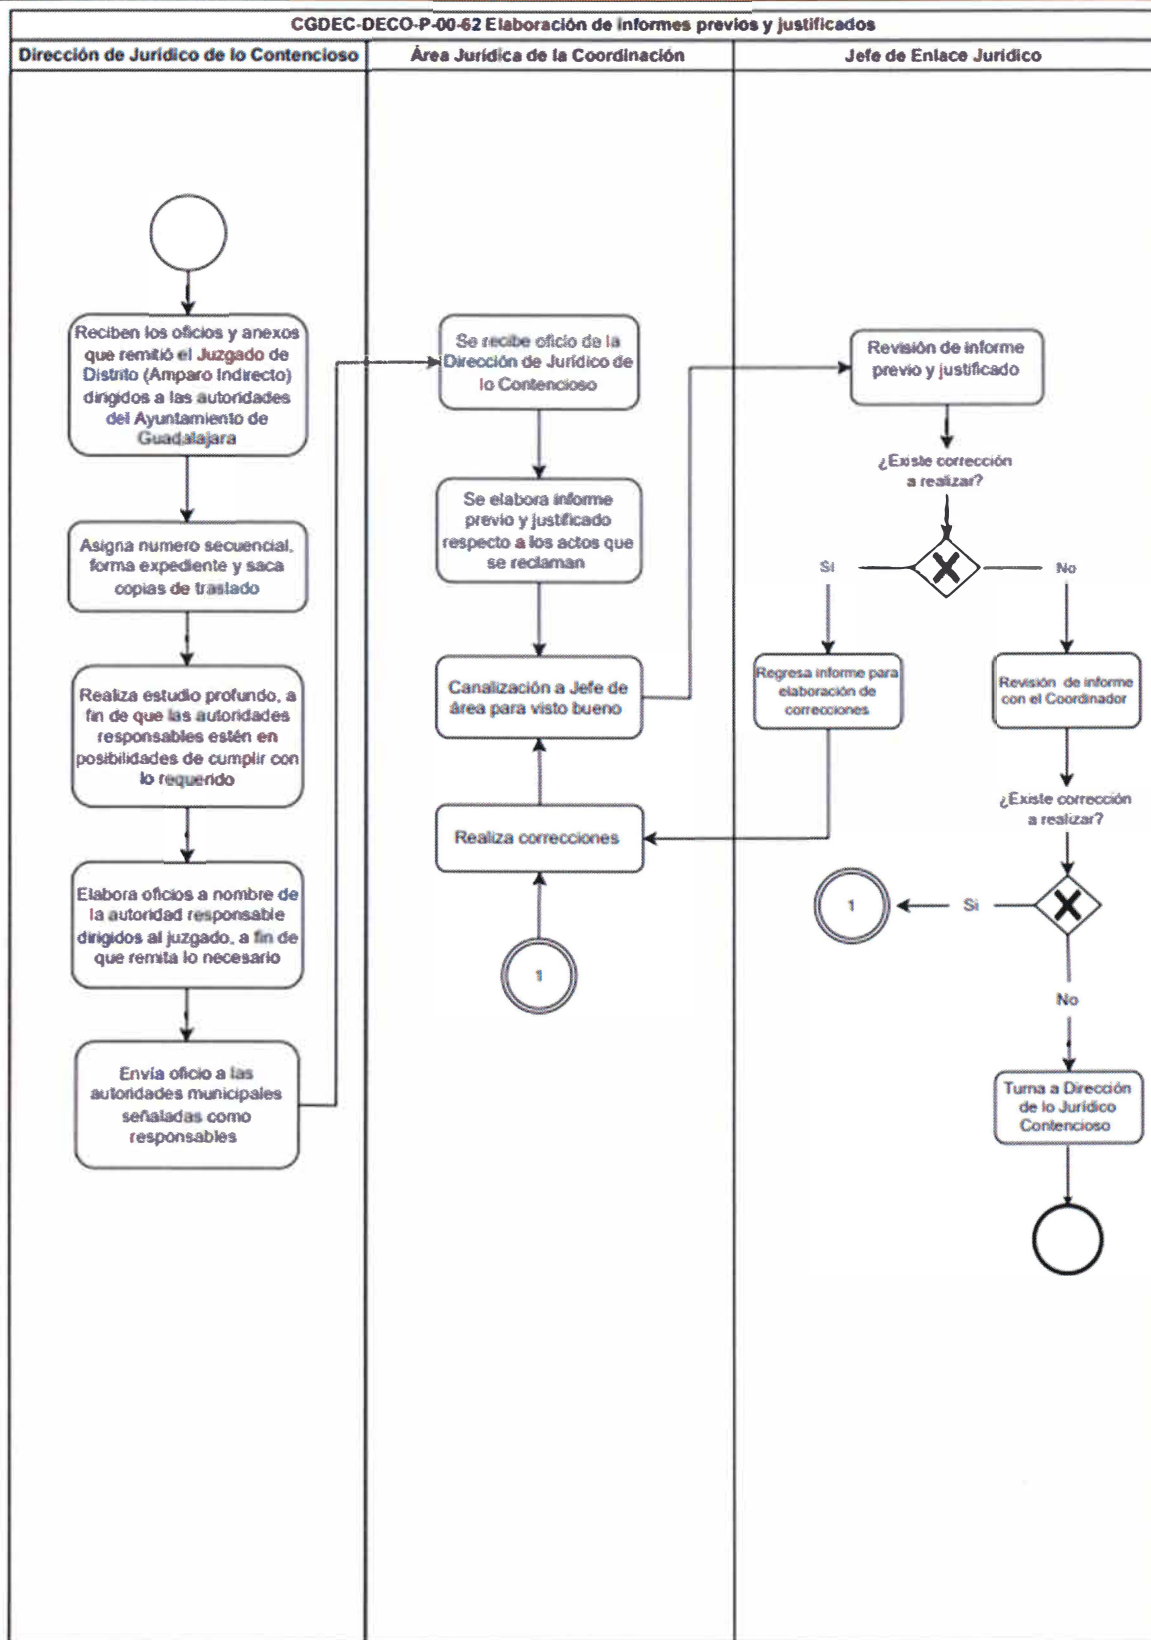 CGDEC-DECO-P-00-62 Elaboración de informes previos y justificados
Dirección de Jurídico de lo Contencioso
Área Jurídica de la Coordinación
Jefe de Enlace Jurídico
Reciben los oficios y anexos
que remitió el Juzgado de
Distrito (Amparo Indirecto)
dirigidos a las autoridades
del Ayuntamiento de
Guadalajara
Asigna numero secuencial,
forma expediente y saca
copias de traslado
Realiza estudio profundo, a
fin de que las autoridades
responsables estén en
posibilidades de cumplir con
lo requerido
Elabora oficios a nombre de
la autoridad responsable
dirigidos al juzgado, a fin de
que remita lo necesario
Envía oficio a las
autoridades municipales
señaladas como
responsables
Se recibe oficio de la
Dirección de Jurídico de
lo Contencioso
Se elabora informe
previo y justificado
respecto a los actos que
se reclaman
Canalización a Jefe de
área para visto bueno
Realiza correcciones
1
Revisión de informe
previo y justificado
¿Existe corrección
a realizar?
Si
No
Regresa informe para
elaboración de
correcciones
Revisión de informe
con el Coordinador
¿Existe corrección
a realizar?
1
Si
No
Turna a Dirección
de lo Jurídico
Contencioso